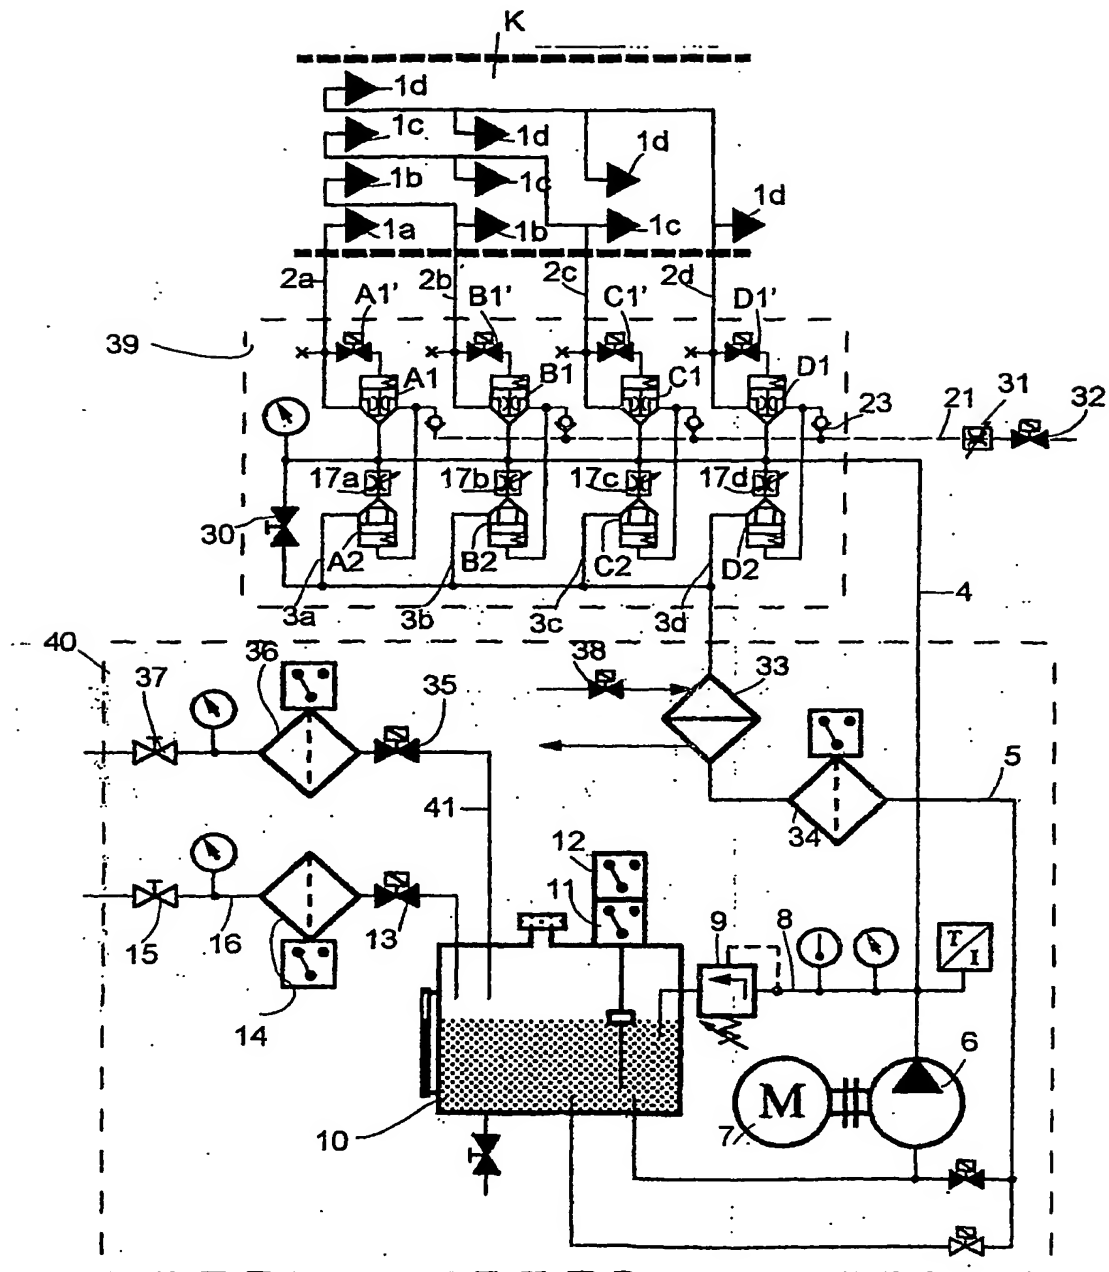 K
1d
1c 1d
1d
1b 1c
1d
1a 1b 1c
2a 2b 2c 2d
A1' B1' C1' D1'
39
A1 B1 C1 D1
23 21 31 32
17a 17b 17c 17d
30
A2 B2 C2 D2
3a 3b 3c 3d
4
40 36 38 33
37 35
5
41
34
12
11
15 16 13 9 8
T
I
14
6
M
7
10